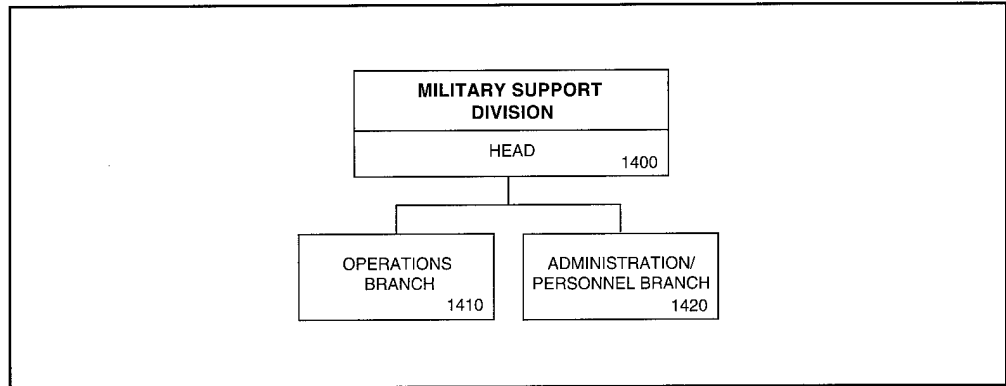 MILITARY SUPPORT
DIVISION
HEAD
1400
OPERATIONS
BRANCH
1410
ADMINISTRATION/
PERSONNEL BRANCH
1420